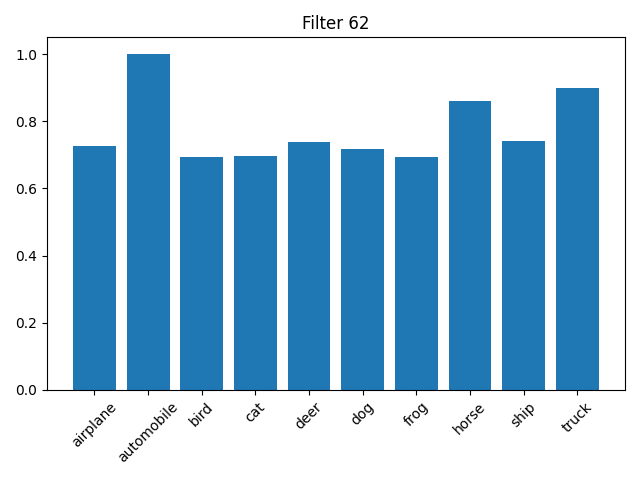 Filter 62
1.0
0.8
0.6
0.4
0.2
0.0
airplane
automobile
bird
cat
deer
dog
frog
horse
ship
truck